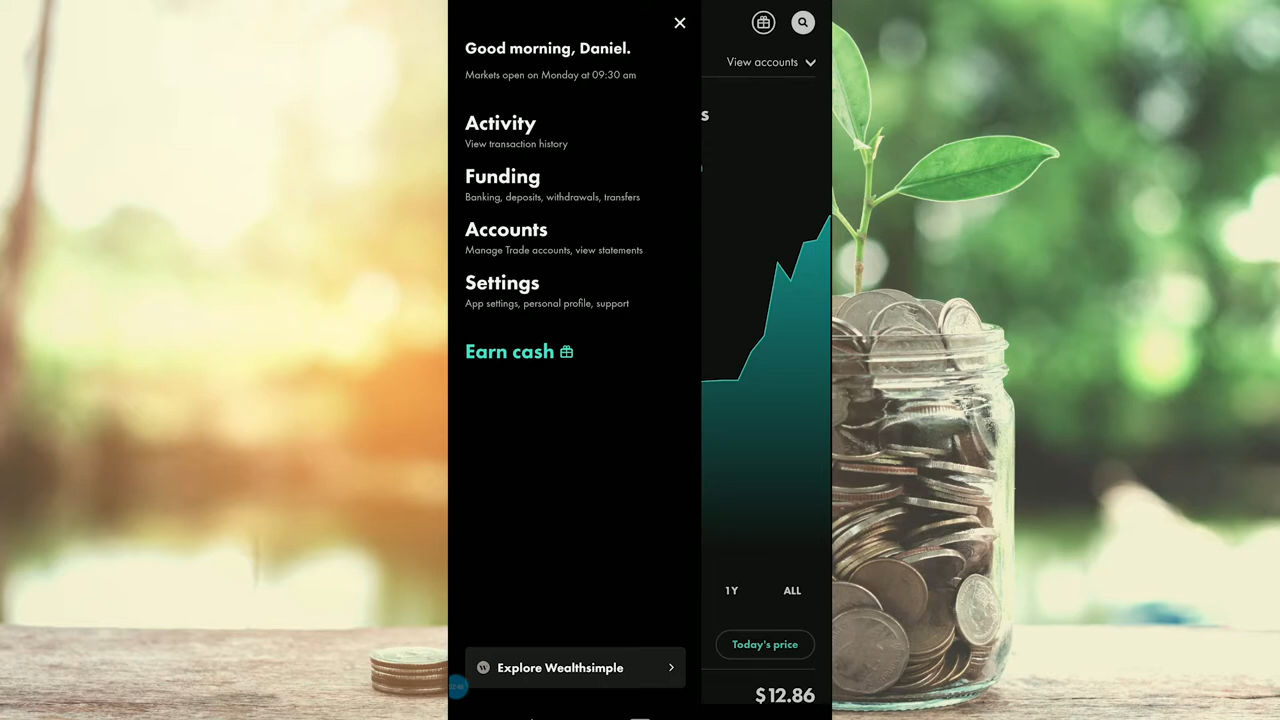 Good morning, Daniel.
Markets open on Monday at 09:30 am
View accounts
Activity
View transaction history
Funding
Banking, deposits, withdrawals, transfers
Accounts
Manage Trade accounts, view statements
Settings
App settings, personal profile, support
Earn cash
1Y ALL
Today's price
Explore Wealthsimple
$12.86